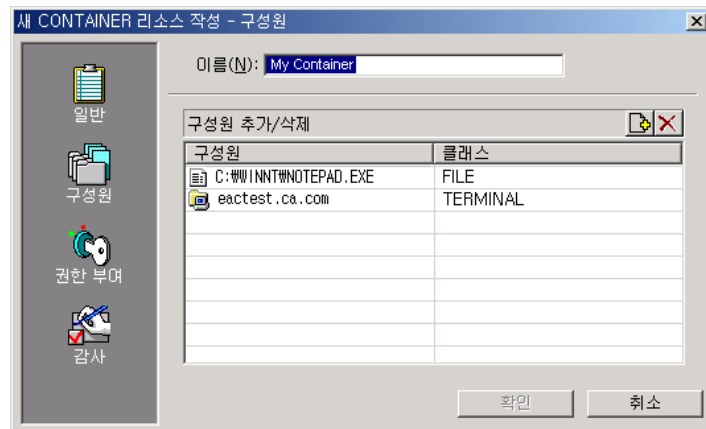 새 CONTAINER 리소스 작성 - 구성원
이름(N): My Container
일반
구성원
권한 부여
감사
구성원 추가/삭제
구성원 클래스
C:₩WINNT₩NOTEPAD.EXE FILE
eactest.ca.com TERMINAL
확인 취소